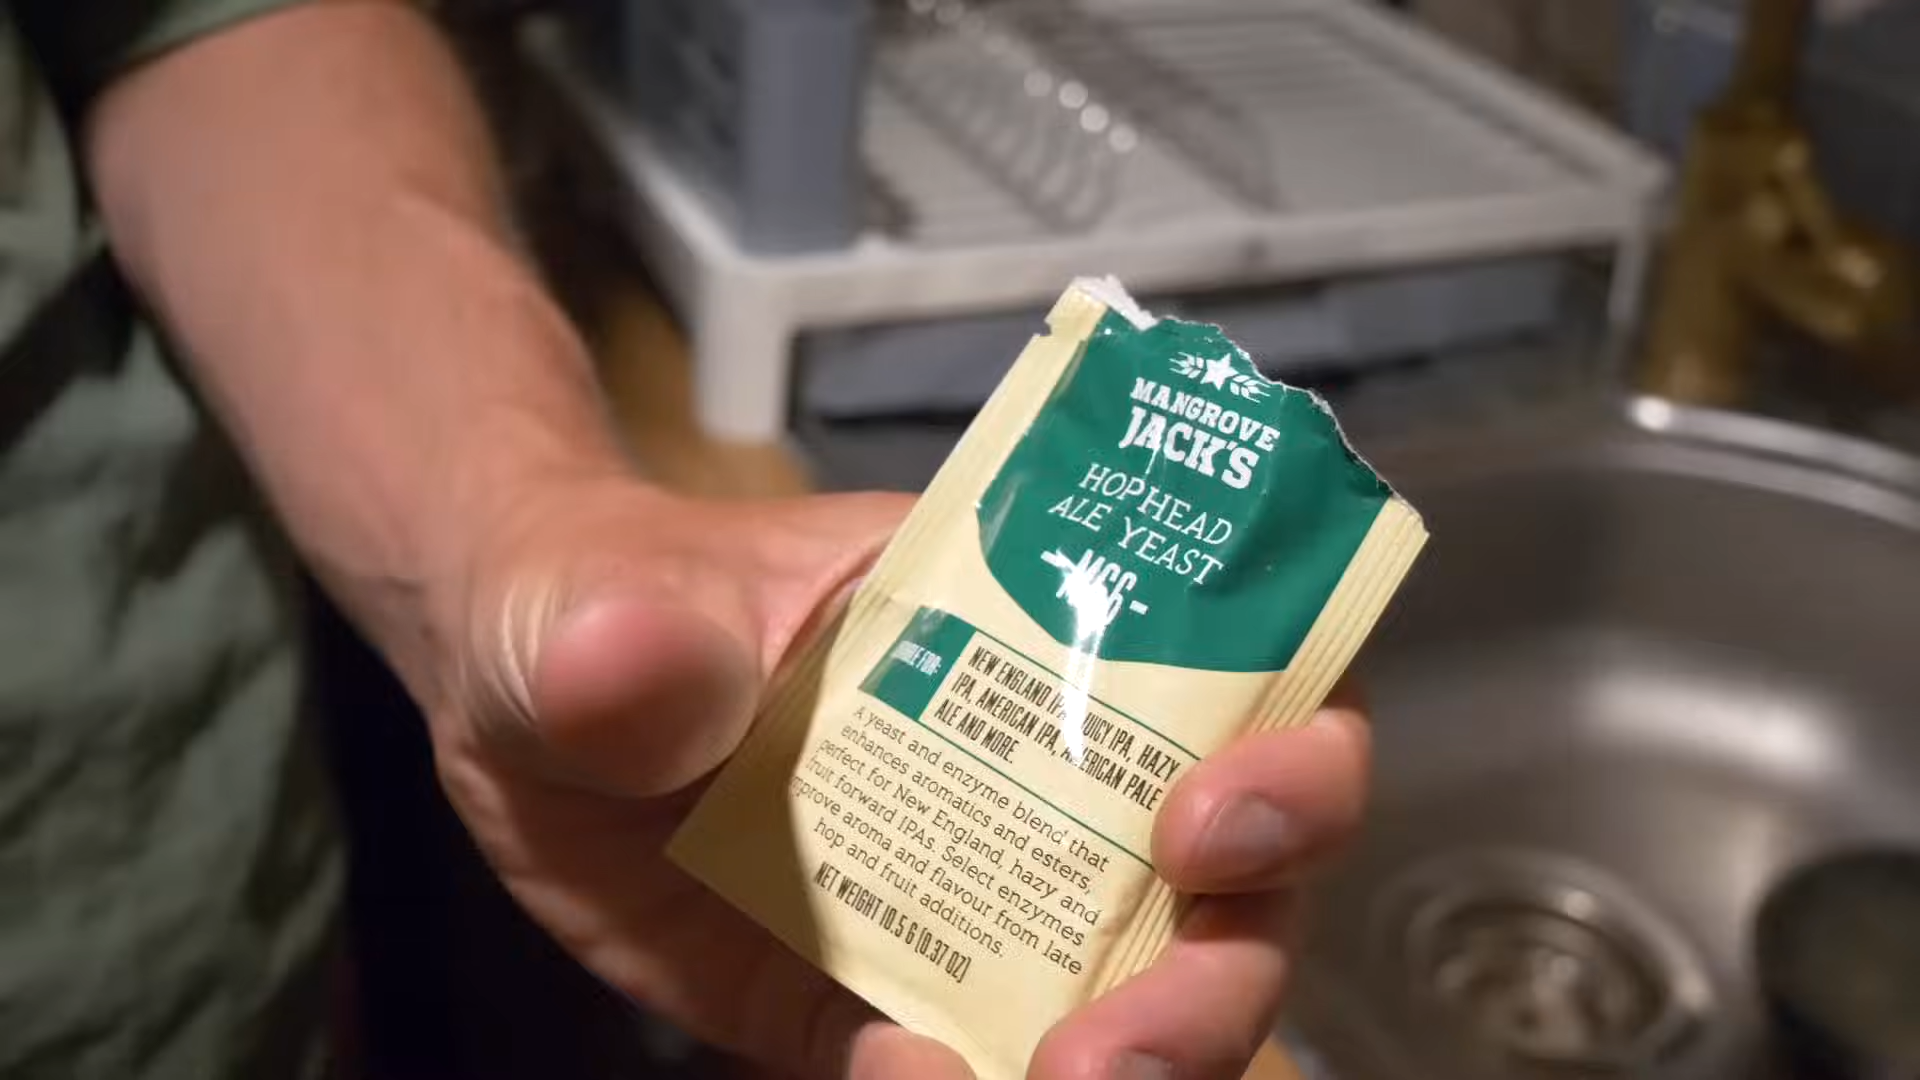 MANGROVE
JACK'S
HOPHEAD
ALE YEAST
-M66-
NEW ENGLAND IPA, JUICY IPA, HAZY
IPA, AMERICAN IPA, AMERICAN PALE
ALE AND MORE.
A yeast and enzyme blend that
enhances aromatics and esters,
perfect for New England, hazy and
fruit forward IPAs. Select enzymes
improve aroma and flavour from late
hop and fruit additions.
NET WEIGHT 10.5 G (0.37 OZ)